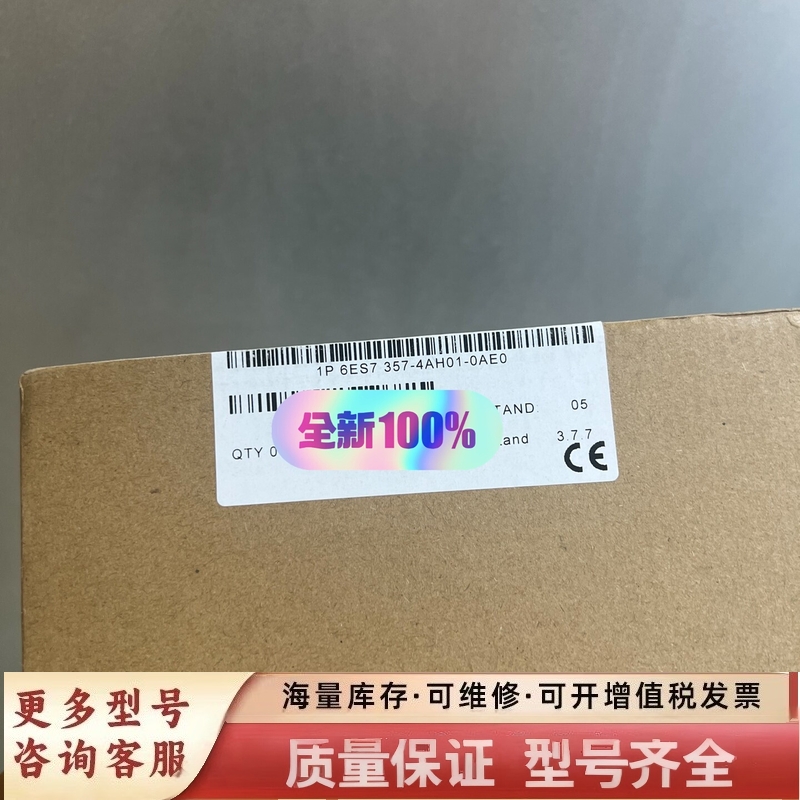 1P 6ES7 357-4AH01-0AE0
TAND 05
全新100%
QTY 0
tand 3.7.7
CE
更多型号
咨询客服
海量库存·可维修·可开增值税发票
质量保证 型号齐全